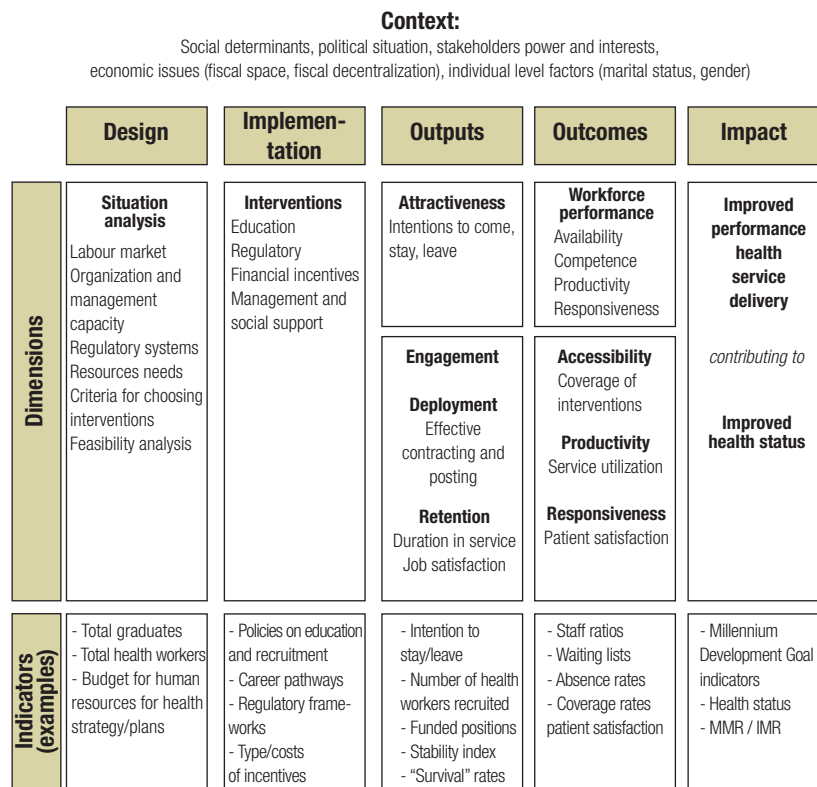 Context:
Social determinants, political situation, stakeholders power and interests,
economic issues (fiscal space, fiscal decentralization), individual level factors (marital status, gender)
Design
Implemen-
tation
Outputs
Outcomes
Impact
Dimensions
Situation
analysis
Labour market
Organization and
management
capacity
Regulatory systems
Resources needs
Criteria for choosing
interventions
Feasibility analysis
Interventions
Education
Regulatory
Financial incentives
Management and
social support
Attractiveness
Intentions to come,
stay, leave
Engagement
Deployment
Effective
contracting and
posting
Retention
Duration in service
Job satisfaction
Workforce
performance
Availability
Competence
Productivity
Responsiveness
Accessibility
Coverage of
interventions
Productivity
Service utilization
Responsiveness
Patient satisfaction
Improved
performance
health
service
delivery
contributing to
Improved
health status
Indicators
(examples)
- Total graduates
- Total health workers
- Budget for human
resources for health
strategy/plans
- Policies on education
and recruitment
- Career pathways
- Regulatory frame-
works
- Type/costs
of incentives
- Intention to
stay/leave
- Number of health
workers recruited
- Funded positions
- Stability index
- “Survival” rates
- Staff ratios
- Waiting lists
- Absence rates
- Coverage rates
patient satisfaction
- Millennium
Development Goal
indicators
- Health status
- MMR / IMR